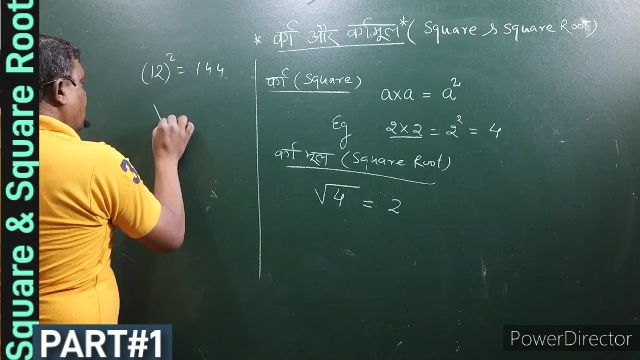 * वर्ग और वर्गमूल * ( Square & Square Root)
(12)² = 144
वर्ग (Square)
a×a = a²
Eg 2×2 = 2² = 4
वर्ग मूल (Square Root)
√4 = 2
Square & Square Root
PART#1
PowerDirector